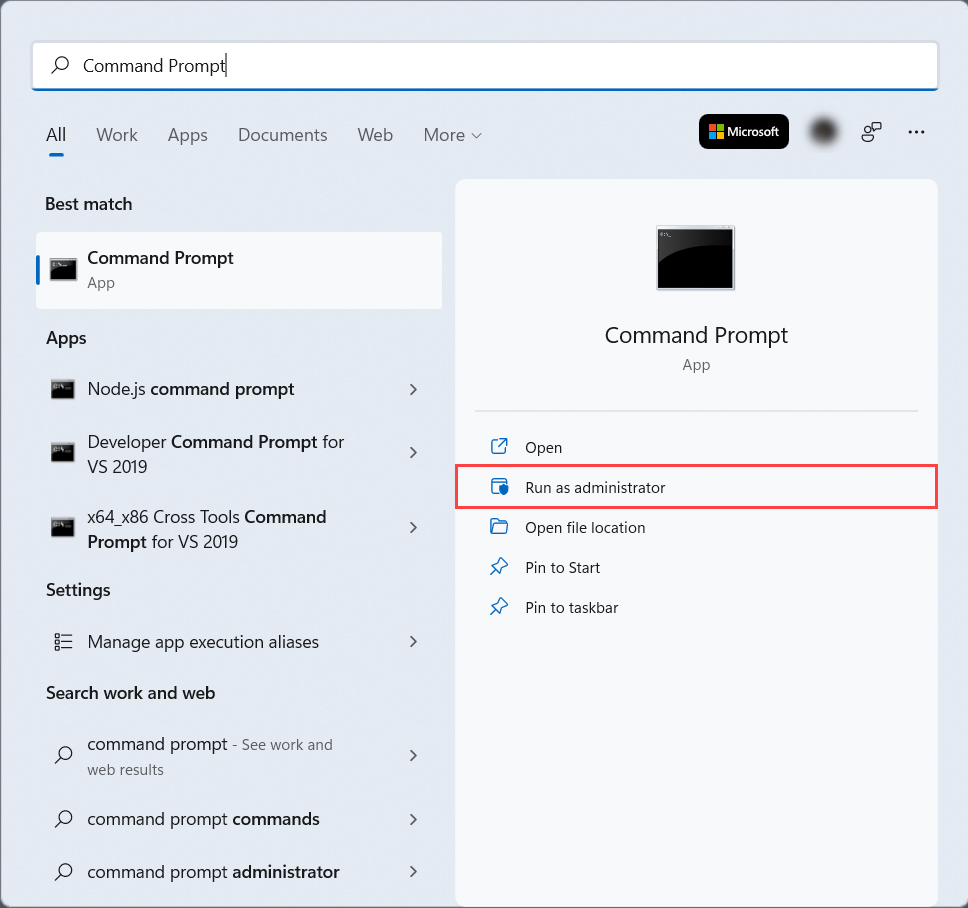 Command Prompt
All Work Apps Documents Web More
Microsoft
Best match
Command Prompt
App
Apps
Node.js command prompt
Developer Command Prompt for
VS 2019
x64_x86 Cross Tools Command
Prompt for VS 2019
Settings
Manage app execution aliases
Search work and web
command prompt - See work and
web results
command prompt commands
command prompt administrator
Command Prompt
App
Open
Run as administrator
Open file location
Pin to Start
Pin to taskbar